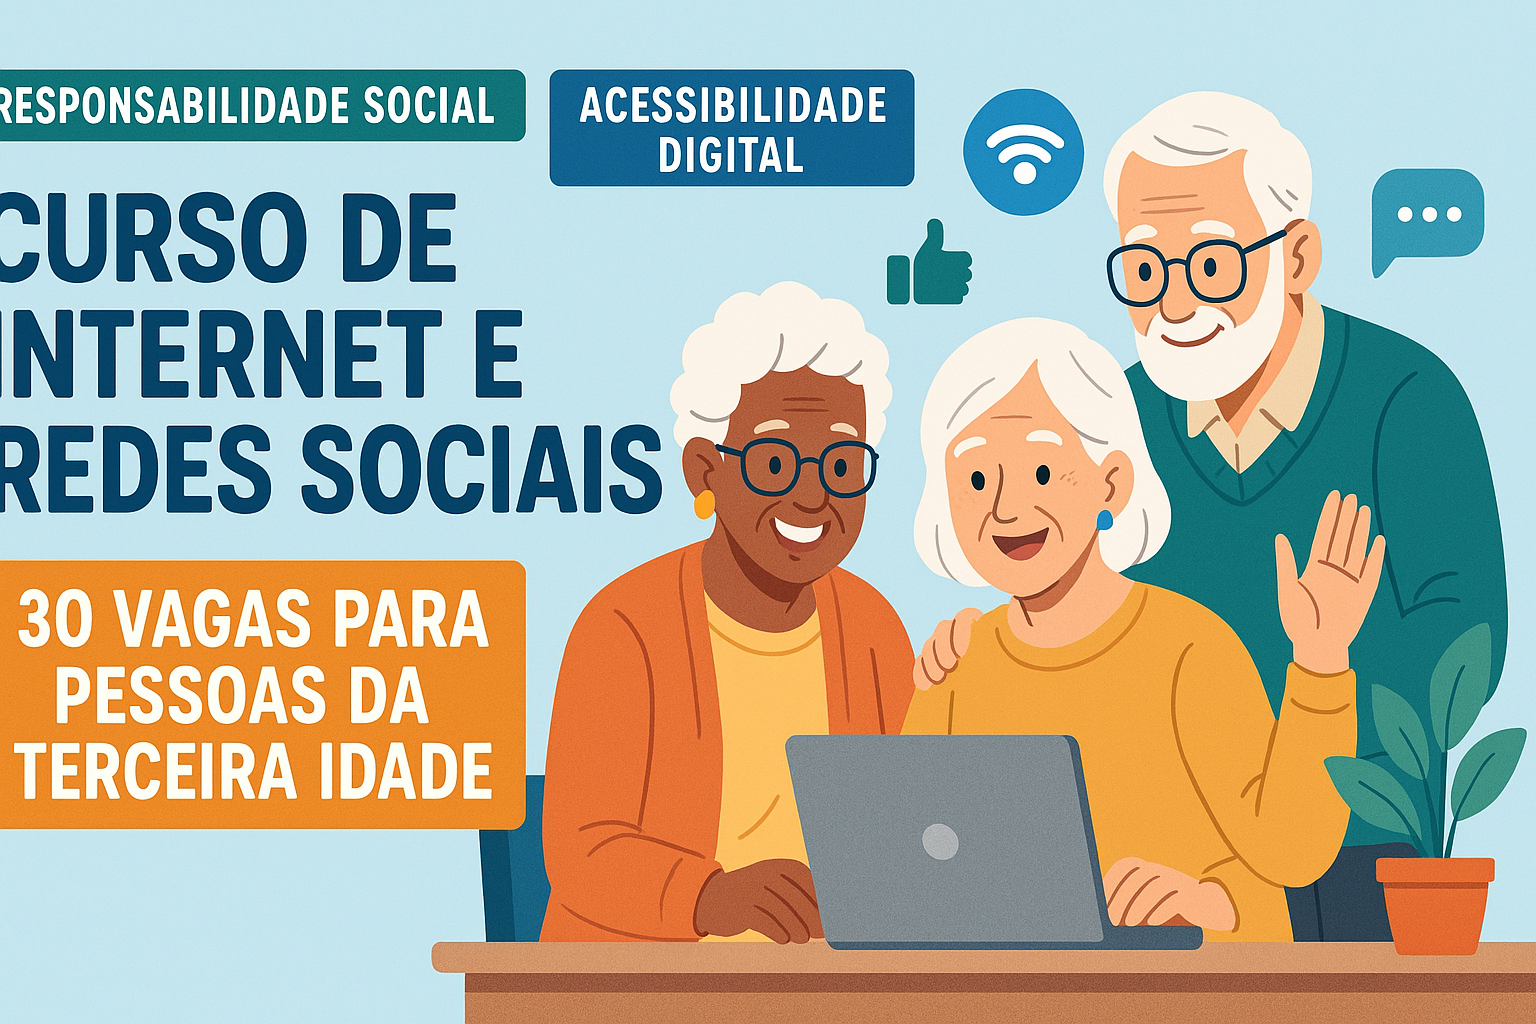 RESPONSABILIDADE SOCIAL
ACESSIBILIDADE
DIGITAL
CURSO DE
INTERNET E
REDES SOCIAIS
30 VAGAS PARA
PESSOAS DA
TERCEIRA IDADE